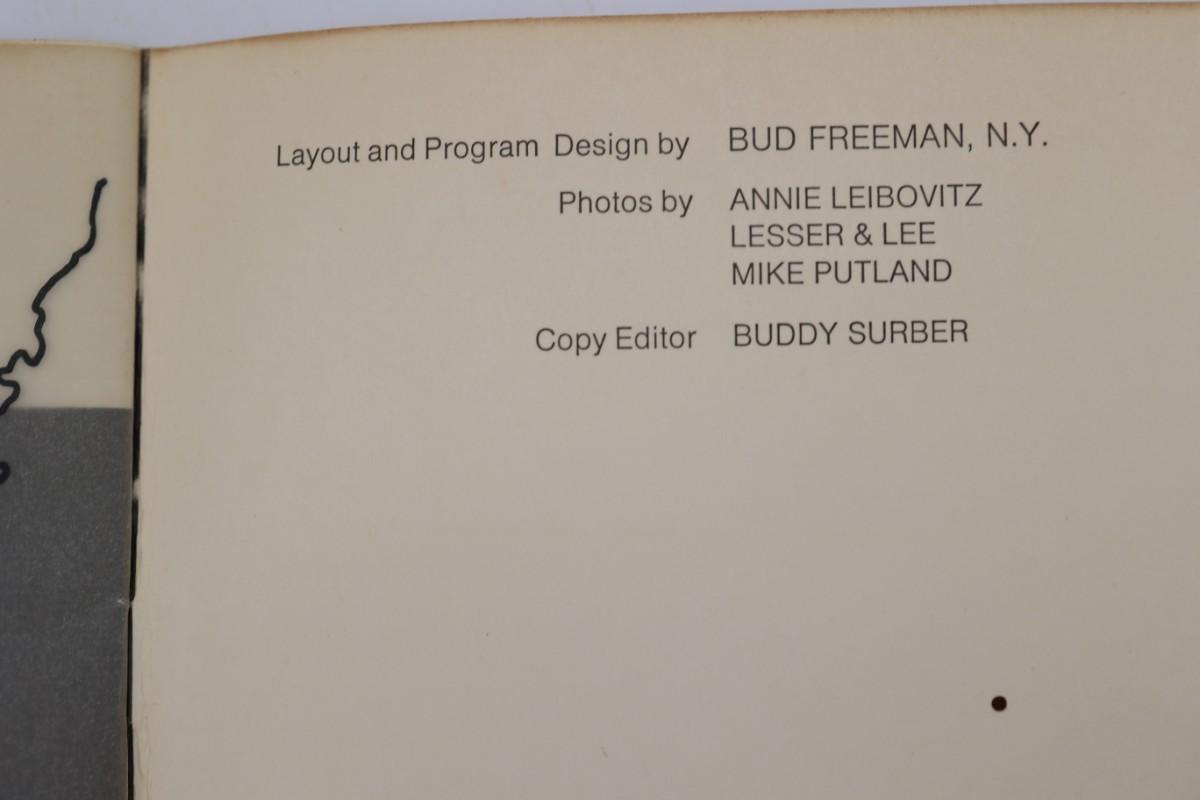 Layout and Program Design by BUD FREEMAN, N.Y.
Photos by ANNIE LEIBOVITZ
LESSER & LEE
MIKE PUTLAND
Copy Editor BUDDY SURBER